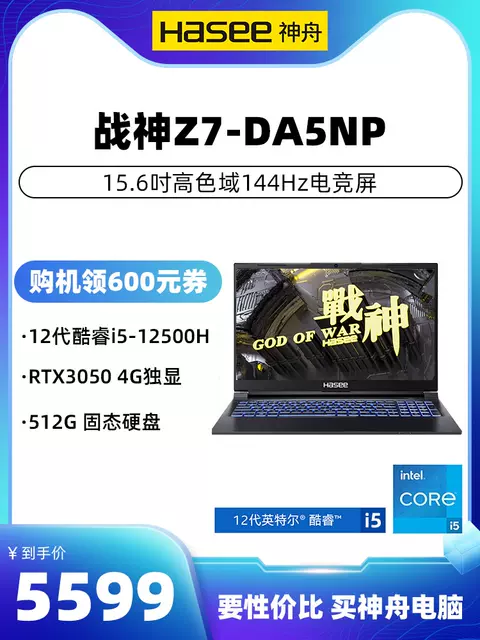 Hasee 神舟
战神Z7-DA5NP
15.6吋高色域144Hz电竞屏
购机领600元券
·12代酷睿i5-12500H
·RTX3050 4G独显
·512G 固态硬盘
戰神
GOD OF WAR
Hasee
Hasee
intel
CORE
i5
12代英特尔® 酷睿™ i5
¥到手价
5599
要性价比 买神舟电脑